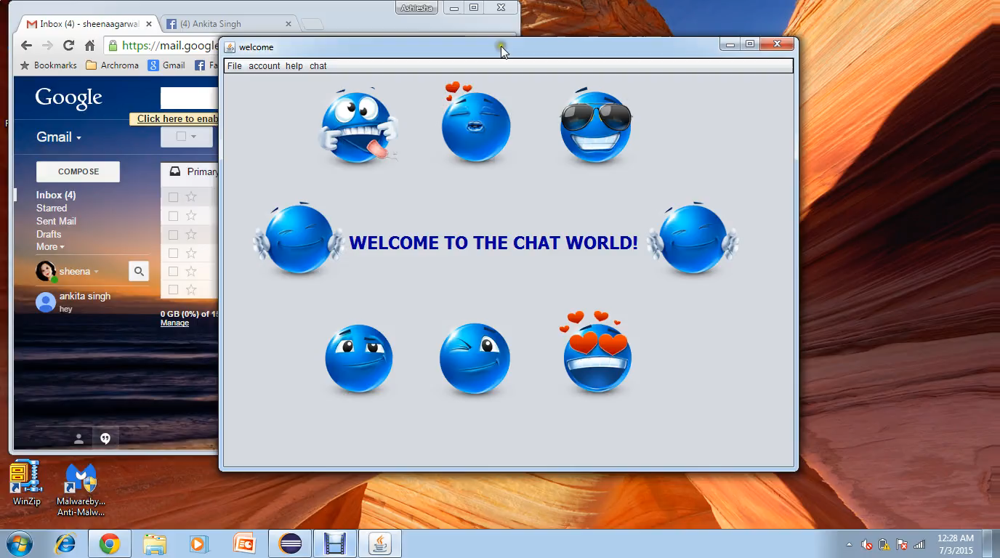 Ashlesha
Inbox (4) - sheenaagarwal
(4) Ankita Singh
https://mail.google
Bookmarks
Archroma
Gmail
Fa
Google
Click here to enab
Gmail
COMPOSE
Primary
Inbox (4)
Starred
Sent Mail
Drafts
More
sheena
ankita singh
hey
0 GB (0%) of 15
Manage
welcome
File account help chat
WELCOME TO THE CHAT WORLD!
WinZip
Malwareby...
Anti-Malw...
12:28 AM
7/3/2015